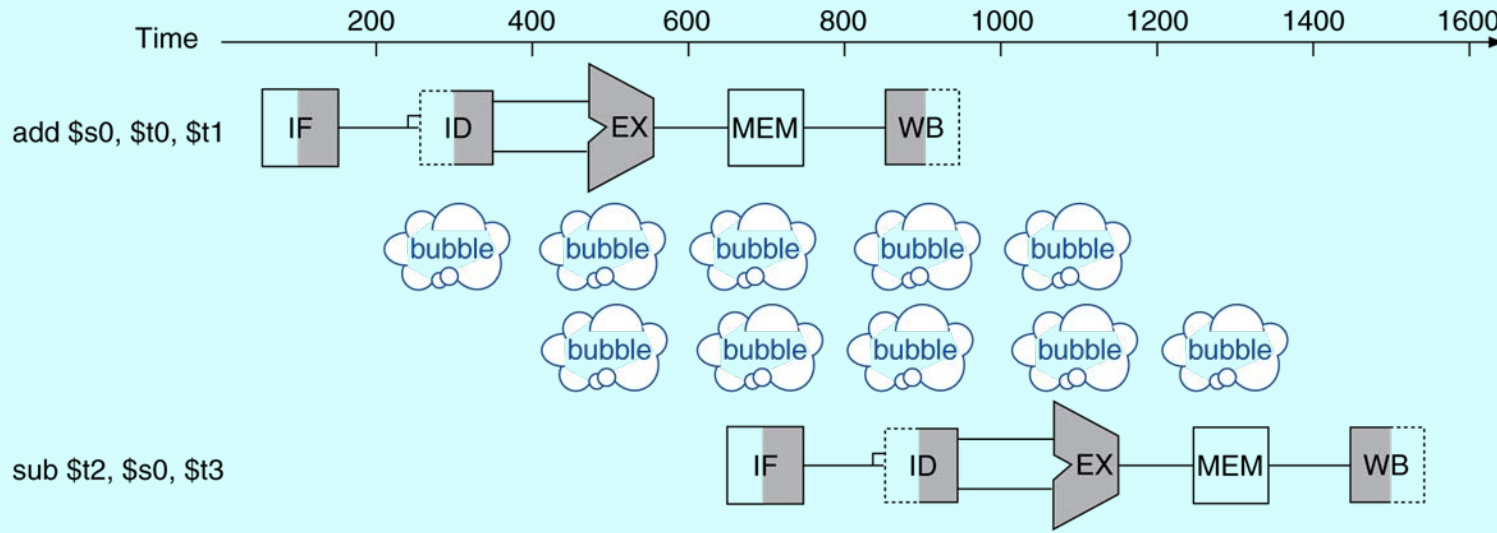 200 400 600 800 1000 1200 1400 1600
Time
add $s0, $t0, $t1 IF ID EX MEM WB
bubble bubble bubble bubble bubble
bubble bubble bubble bubble bubble
sub $t2, $s0, $t3 IF ID EX MEM WB